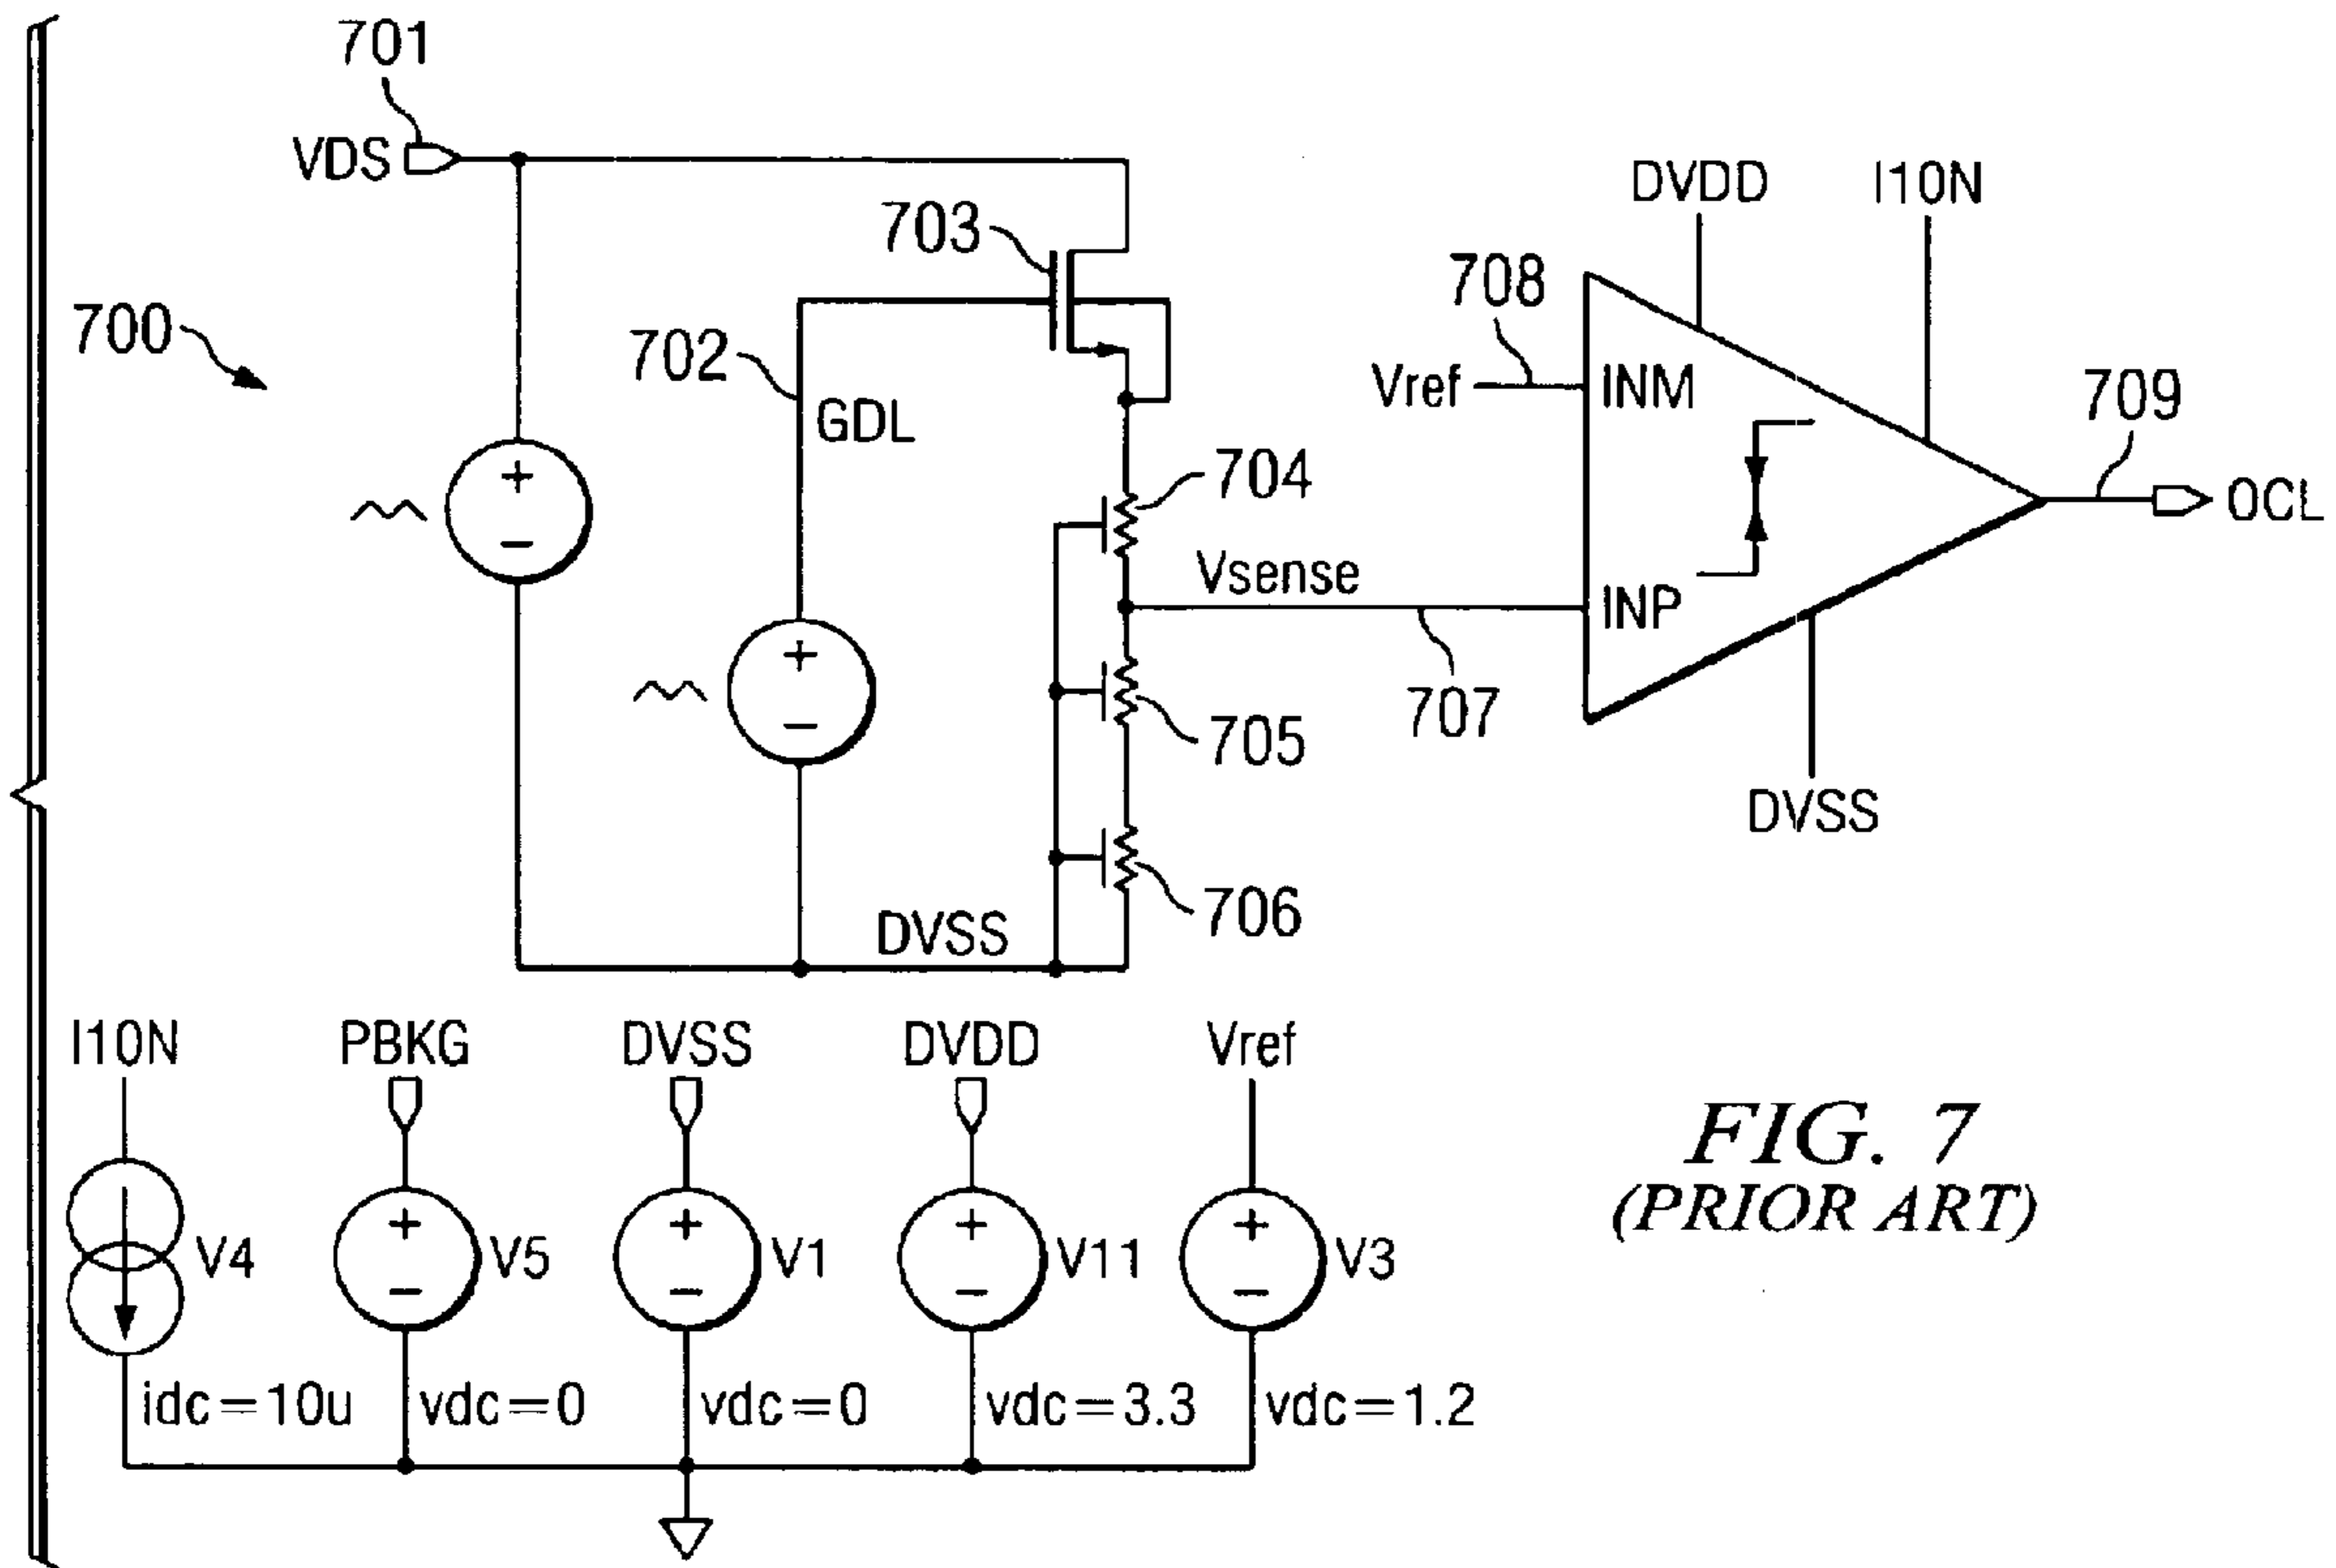 701
VDS
703
DVDD
I10N
700
702
GDL
708
Vref
INM
709
704
OCL
Vsense
INP
705
707
DVSS
706
DVSS
I10N
PBKG
DVSS
DVDD
Vref
+
−
V4
V5
V1
V11
V3
idc=10u
vdc=0
vdc=0
vdc=3.3
vdc=1.2
FIG. 7
(PRIOR ART)